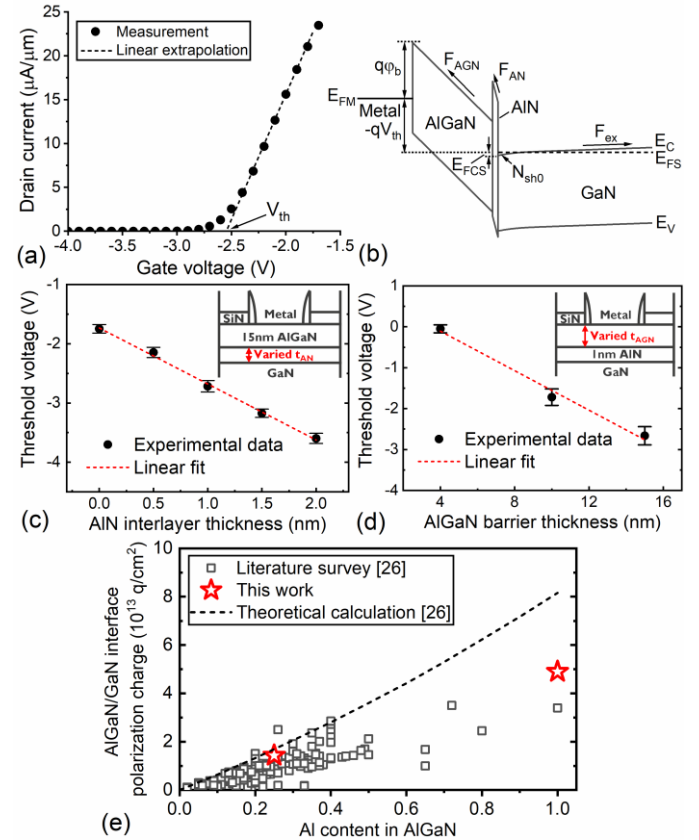 25
20
15
10
5
0
Drain current (μA/μm)
Measurement
Linear extrapolation
V_th
-4.0 -3.5 -3.0 -2.5 -2.0 -1.5
Gate voltage (V)
(a)
qφ_b
E_FM
Metal
-qV_th
F_AGN
AlGaN
F_AN
AlN
E_FCS
N_sh0
F_ex
E_C
E_FS
GaN
E_V
(b)
-1
-2
-3
-4
Threshold voltage (V)
SiN
Metal
15nm AlGaN
Varied t_AN
GaN
Experimental data
Linear fit
0.0 0.5 1.0 1.5 2.0
(c)
AlN interlayer thickness (nm)
1
0
-1
-2
-3
-4
Threshold voltage (V)
SiN
Metal
Varied t_AGN
1nm AlN
GaN
Experimental data
Linear fit
4 8 12 16
(d)
AlGaN barrier thickness (nm)
10
8
6
4
2
0
AlGaN/GaN interface
polarization charge (10^13 q/cm^2)
Literature survey [26]
This work
Theoretical calculation [26]
0.0 0.2 0.4 0.6 0.8 1.0
Al content in AlGaN
(e)